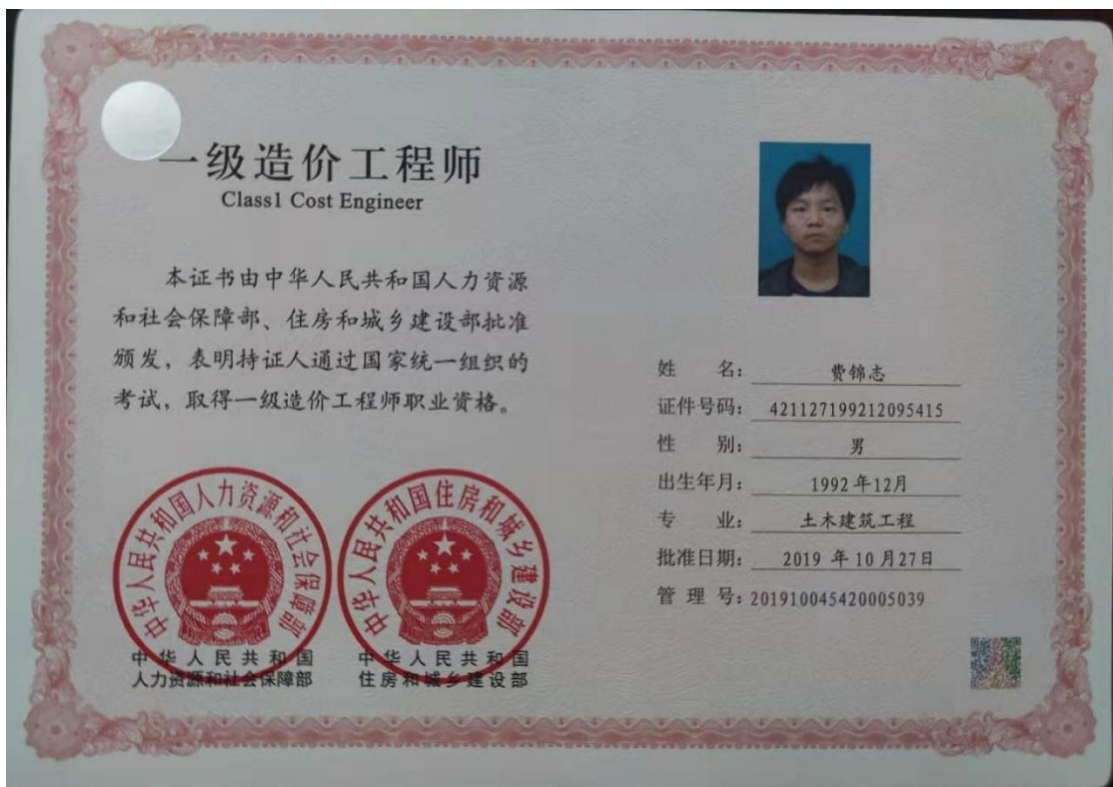 一级造价工程师
Class1 Cost Engineer
本证书由中华人民共和国人力资源
和社会保障部、住房和城乡建设部批准
颁发，表明持证人通过国家统一组织的
考试，取得一级造价工程师职业资格。
中华人民共和国人力资源和社会保障部
中华人民共和国住房和城乡建设部
中华人民共和国
人力资源和社会保障部
中华人民共和国
住房和城乡建设部
姓 名：费锦志
证件号码：421127199212095415
性 别：男
出生年月：1992年12月
专 业：土木建筑工程
批准日期：2019 年 10 月27日
管 理 号：201910045420005039